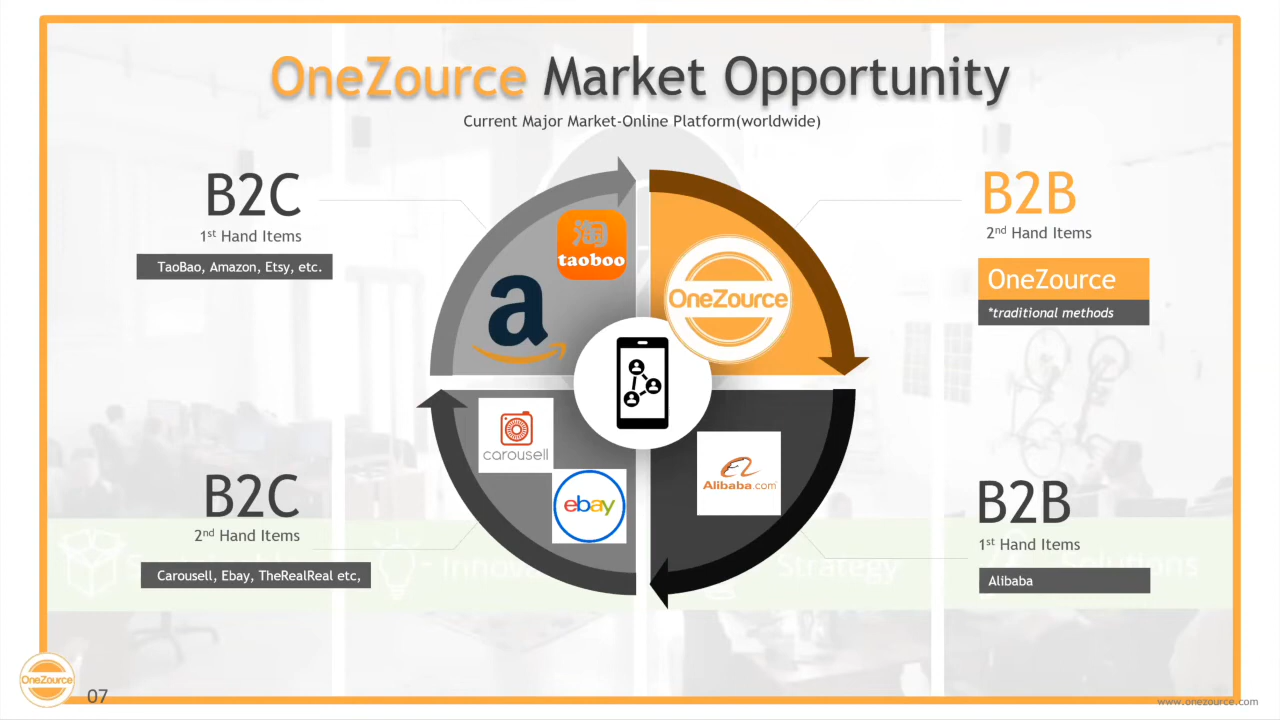 OneZource Market Opportunity
Current Major Market-Online Platform(worldwide)
B2C
1st Hand Items
TaoBao, Amazon, Etsy, etc.
B2B
2nd Hand Items
OneZource
*traditional methods
淘
taoboo
a
OneZource
carousell
ebay
Alibaba.com
B2C
2nd Hand Items
Carousell, Ebay, TheRealReal etc,
B2B
1st Hand Items
Alibaba
Strategy
OneZource
07
www.onezource.com